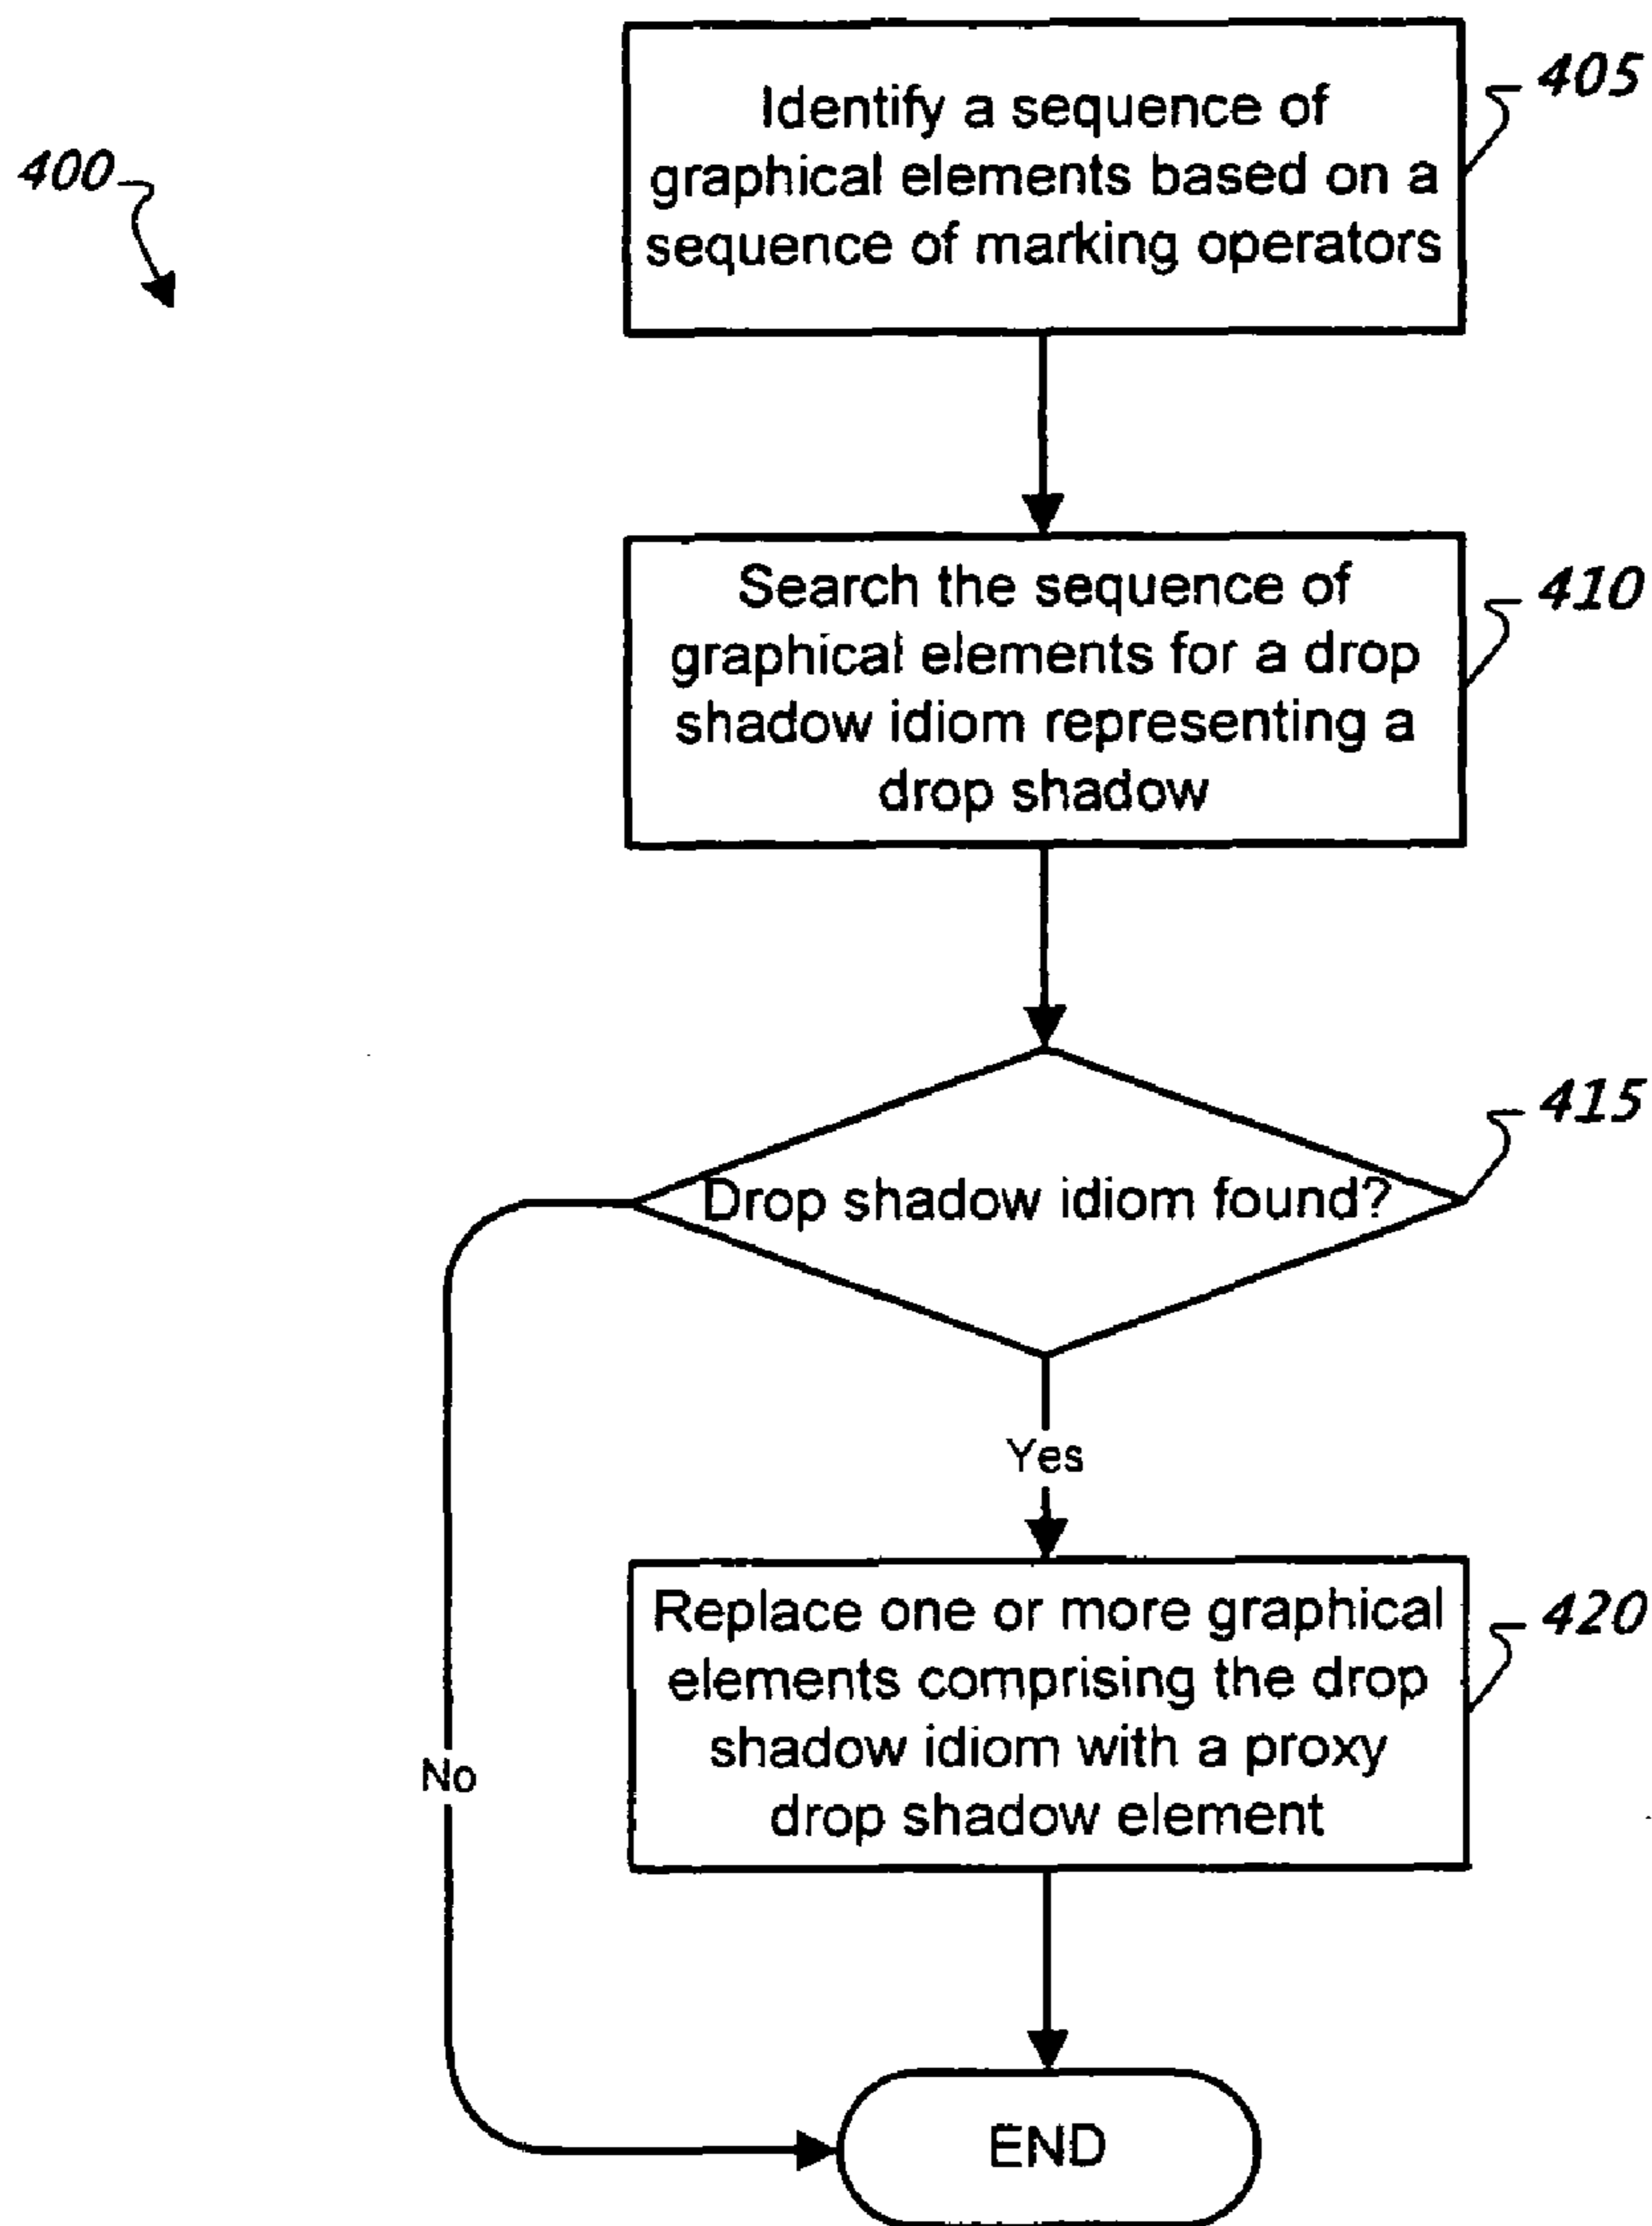 400
Identify a sequence of
graphical elements based on a
sequence of marking operators
405
Search the sequence of
graphical elements for a drop
shadow idiom representing a
drop shadow
410
Drop shadow idiom found?
415
Yes
No
Replace one or more graphical
elements comprising the drop
shadow idiom with a proxy
drop shadow element
420
END